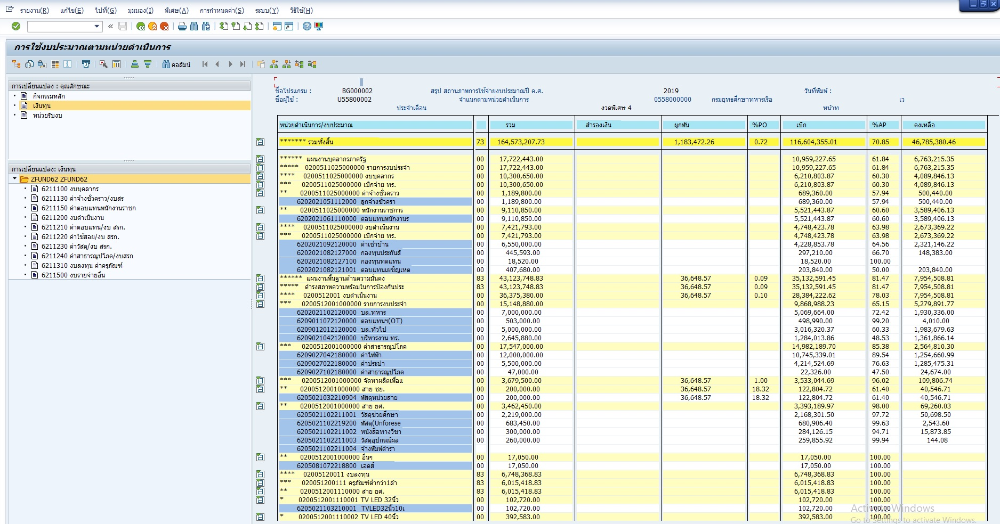 รายงาน(R) แก้ไข(E) ไปที่(G) มุมมอง(I) พิเศษ(A) การกำหนดค่า(S) ระบบ(Y) วิธีใช้(H)
การใช้งบประมาณตามหน่วยดำเนินการ
คอลัมน์
การเปลี่ยนแปลง : คุณลักษณะ
กิจกรรมหลัก
เงินทุน
หน่วยรับงบ
การเปลี่ยนแปลง: เงินทุน
ZFUND62 ZFUND62
6211100 งบบุคลากร
6211130 ค่าจ้างชั่วคราว/งบสร
6211150 ค่าตอบแทนพนักงานราชก
6211200 งบดำเนินงาน
6211210 ค่าตอบแทน/งบ สรก.
6211220 ค่าใช้สอย/งบ สรก.
6211230 ค่าวัสดุ/งบ สรก.
6211240 ค่าสาธารณูปโภค/งบสรก
6211310 งบลงทุน ค่าครุภัณฑ์
6211500 งบรายจ่ายอื่น
ชื่อโปรแกรม : BG000002 สรุป สถานภาพการใช้จ่ายงบประมาณปี ค.ศ. 2019 วันที่พิมพ์ :
ชื่อผู้ใช้ : U55800002 จำแนกตามหน่วยดำเนินการ 0558000000 กรมยุทธศึกษาทหารเรือ เว
ประจำเดือน งวดพิเศษ 4 หน้าท
หน่วยดำเนินการ/งบประมาณ รวม สำรองเงิน ผูกพัน %PO เบิก %AP คงเหลือ
******* รวมทั้งสิ้น 73 164,573,207.73 1,183,472.26 0.72 116,604,355.01 70.85 46,785,380.46
****** แผนงานบุคลากรภาครัฐ 00 17,722,443.00 10,959,227.65 61.84 6,763,215.35
***** 0200511025000000 รายการงบประจำ 00 17,722,443.00 10,959,227.65 61.84 6,763,215.35
**** 0200511025000000 งบบุคลากร 00 10,300,650.00 6,210,803.87 60.30 4,089,846.13
*** 0200511025000000 เบิกจ่าย ทร. 00 10,300,650.00 6,210,803.87 60.30 4,089,846.13
** 0200511025000000 ค่าจ้างชั่วคราว 00 1,189,800.00 689,360.00 57.94 500,440.00
6202021051112000 ลูกจ้างชั่วครา 00 1,189,800.00 689,360.00 57.94 500,440.00
** 0200511025000000 พนักงานราชการ 00 9,110,850.00 5,521,443.87 60.60 3,589,406.13
6202021061110000 ตอบแทนพนักงานร 00 9,110,850.00 5,521,443.87 60.60 3,589,406.13
**** 0200511025000000 งบดำเนินงาน 00 7,421,793.00 4,748,423.78 63.98 2,673,369.22
*** 0200511025000000 เบิกจ่าย ทร. 00 7,421,793.00 4,748,423.78 63.98 2,673,369.22
6202021092120000 ค่าเช่าบ้าน 00 6,550,000.00 4,228,853.78 64.56 2,321,146.22
6202021082127000 กองทุนประกันสั 00 445,593.00 297,210.00 66.70 148,383.00
6202021082127100 กองทุนทดแทน 00 18,520.00 18,520.00 100.00
6202021082121001 ตอบแทนเผชิญเหต 00 407,680.00 203,840.00 50.00 203,840.00
****** แผนงานพื้นฐานด้านความมั่นคง 83 43,123,748.83 36,648.57 0.09 35,132,591.45 81.47 7,954,508.81
***** ดำรงสภาพความพร้อมในการป้องกันประ 83 43,123,748.83 36,648.57 0.09 35,132,591.45 81.47 7,954,508.81
**** 0200512001 งบดำเนินงาน 00 36,375,380.00 36,648.57 0.10 28,384,222.62 78.03 7,954,508.81
*** 0200512001000000 รายการงบประจำ 00 15,148,880.00 9,868,988.23 65.15 5,279,891.77
6202021102120000 บล.ทหาร 00 7,000,000.00 5,069,664.00 72.42 1,930,336.00
6209011072120000 ตอบแทนฯ(OT) 00 503,000.00 498,990.00 99.20 4,010.00
6209012012120000 บล.ทั่วไป 00 5,000,000.00 3,016,320.37 60.33 1,983,679.63
6209021042120000 บริหารงาน ทร. 00 2,645,880.00 1,284,013.86 48.53 1,361,866.14
*** 0200512001000000 ค่าสาธารณูปโภค 00 17,547,000.00 14,982,189.70 85.38 2,564,810.30
6209027042180000 ค่าไฟฟ้า 00 12,000,000.00 10,745,339.01 89.54 1,254,660.99
6209027022180000 ค่าประปา 00 5,500,000.00 4,214,524.69 76.63 1,285,475.31
6209027102180000 ค่าสาธารณูปโภค 00 47,000.00 22,326.00 47.50 24,674.00
*** 0200512001000000 จัดหาผลิตเพื่อแ 00 3,679,500.00 36,648.57 1.00 3,533,044.69 96.02 109,806.74
** 0200512001000000 สาย ชย. 00 200,000.00 36,648.57 18.32 122,804.72 61.40 40,546.71
6205021032210904 พัสดุหน่วยสาย 00 200,000.00 36,648.57 18.32 122,804.72 61.40 40,546.71
** 0200512001000000 สาย ยศ. 00 3,462,450.00 3,393,189.97 98.00 69,260.03
6205021102211001 วัสดุช่วยศึกษา 00 2,219,000.00 2,168,301.50 97.72 50,698.50
6205021102219200 พัสดุ(Unforese 00 683,450.00 680,906.40 99.63 2,543.60
6205021102211002 หนังสือทางวิชา 00 300,000.00 284,126.15 94.71 15,873.85
6205021102211003 วัสดุอุปกรณ์ผล 00 260,000.00 259,855.92 99.94 144.08
6205021102211004 จ้างพิมพ์ตำรา
** 0200512001000000 อื่นๆ 00 17,050.00 17,050.00 100.00
6205081072218800 เอดส์ 00 17,050.00 17,050.00 100.00
**** 02005120011 งบลงทุน 83 6,748,368.83 6,748,368.83 100.00
*** 0200512001111 ครุภัณฑ์ต่ำกว่า1ล้า 83 6,015,418.83 6,015,418.83 100.00
** 0200512001110000 สาย ยศ. 83 6,015,418.83 6,015,418.83 100.00
* 0200512001110001 TV LED 32นิ้ว 00 102,720.00 102,720.00 100.00
6205021103210001 TVLED32นิ้ว10เ 00 102,720.00 102,720.00 100.00
* 0200512001110002 TV LED 40นิ้ว 00 392,583.00 392,583.00 100.00
Activate Windows
Go to Settings to activate Windows.